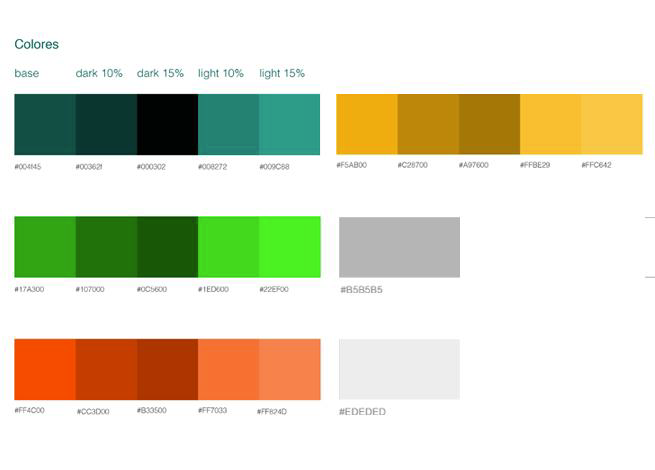 Colores
base dark 10% dark 15% light 10% light 15%
#004f45 #00362f #000302 #008272 #009C88
#F5AB00 #C28700 #A97600 #FFBE29 #FFC642
#17A300 #107000 #0C5600 #1ED600 #22EF00
#B5B5B5
#FF4C00 #CC3D00 #B33500 #FF7033 #FF824D
#EDEDED